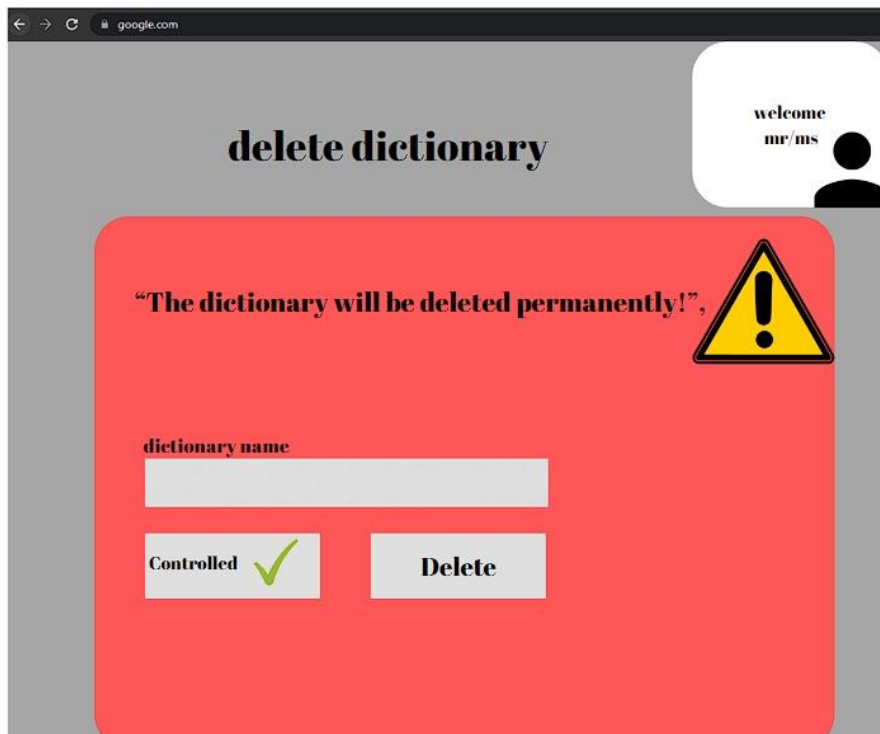 google.com
welcome
mr/ms
delete dictionary
“The dictionary will be deleted permanently!”,
dictionary name
Controlled
Delete